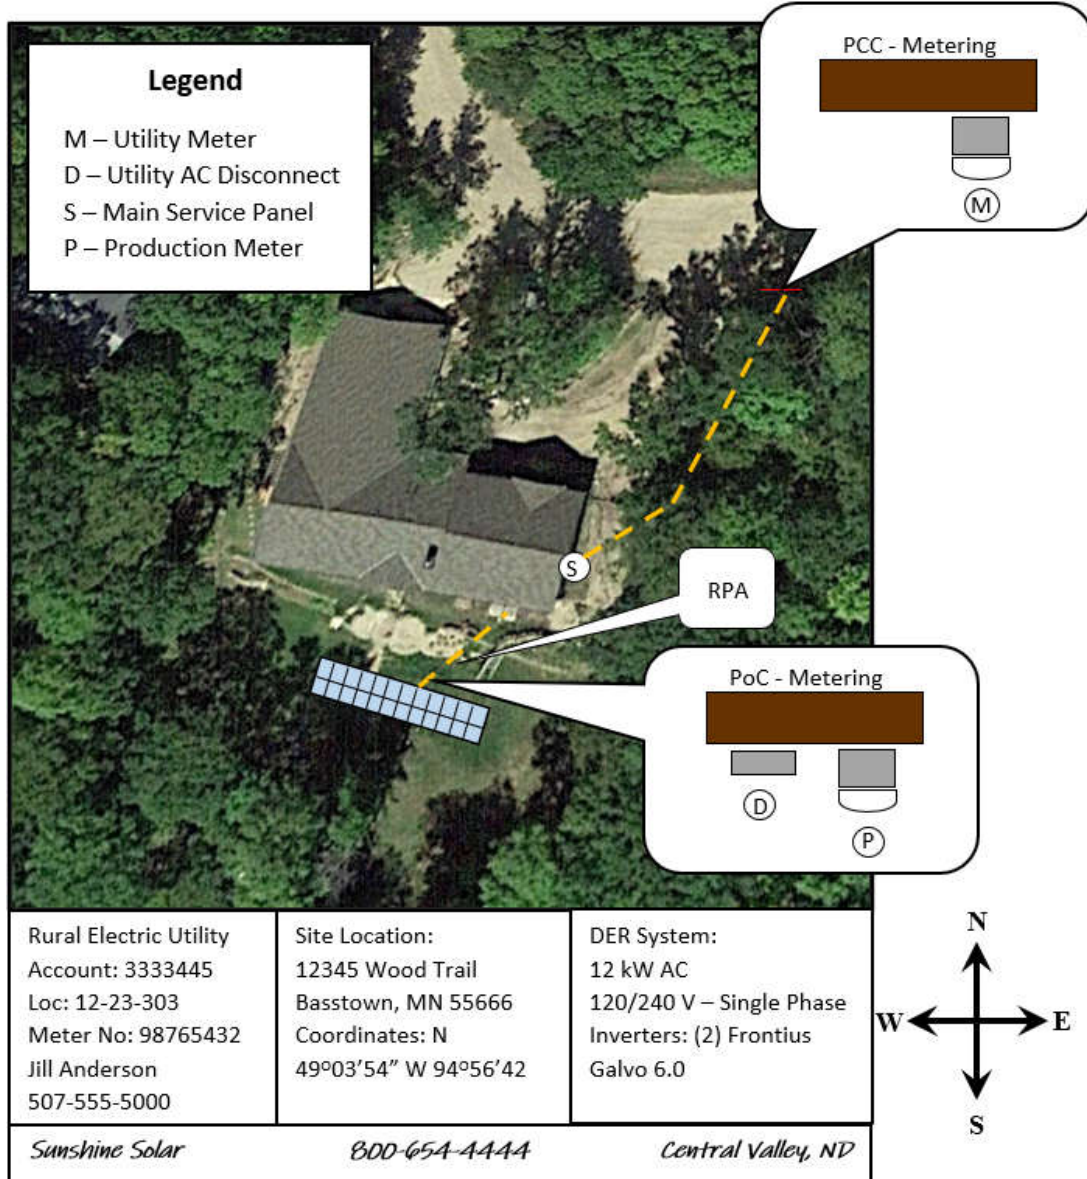 Legend
M – Utility Meter
D – Utility AC Disconnect
S – Main Service Panel
P – Production Meter
PCC - Metering
M
S
RPA
PoC - Metering
D
P
Rural Electric Utility
Account: 3333445
Loc: 12-23-303
Meter No: 98765432
Jill Anderson
507-555-5000
Site Location:
12345 Wood Trail
Basstown, MN 55666
Coordinates: N
49º03’54” W 94º56’42
DER System:
12 kW AC
120/240 V – Single Phase
Inverters: (2) Frontius
Galvo 6.0
N
W E
S
Sunshine Solar 800-654-4444 Central Valley, ND